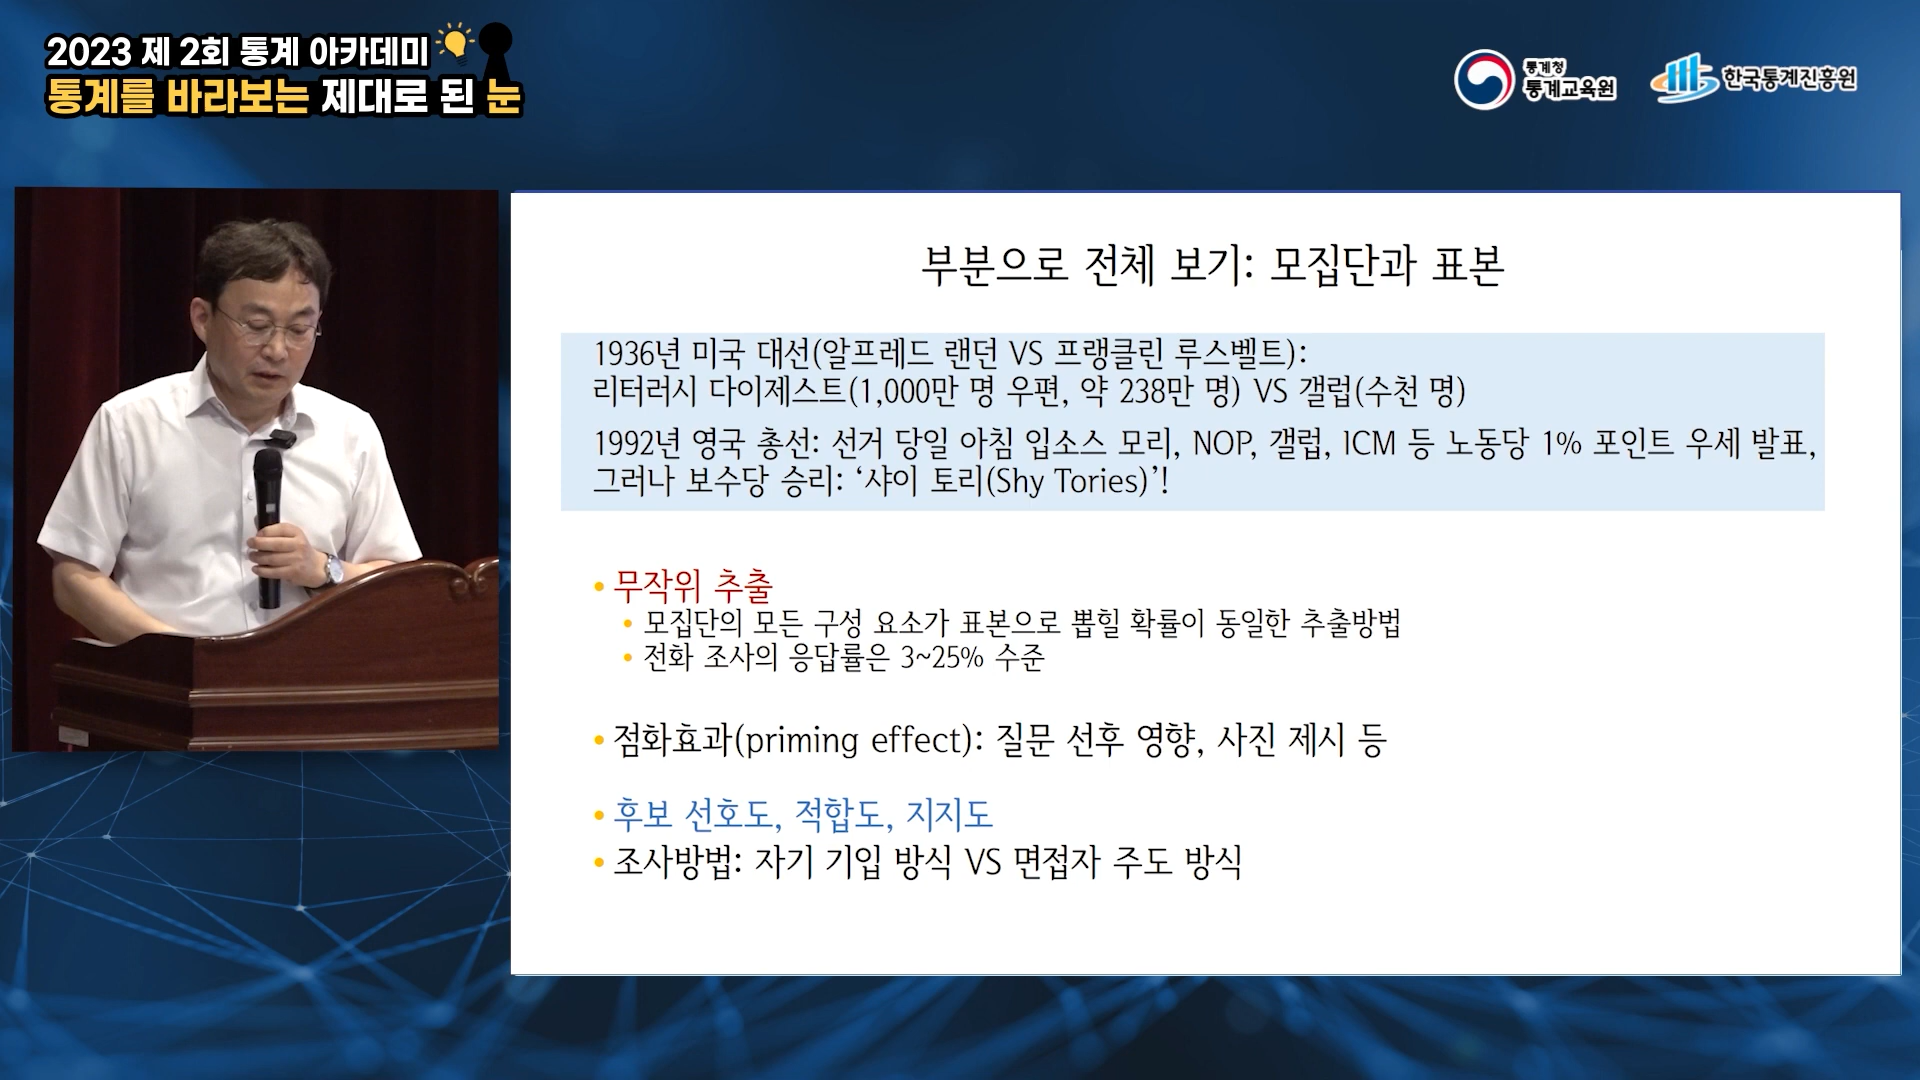 2023 제 2회 통계 아카데미
통계를 바라보는 제대로 된 눈
통계청
통계교육원
한국통계진흥원
부분으로 전체 보기: 모집단과 표본
1936년 미국 대선(알프레드 랜던 VS 프랭클린 루스벨트):
리터러시 다이제스트(1,000만 명 우편, 약 238만 명) VS 갤럽(수천 명)
1992년 영국 총선: 선거 당일 아침 입소스 모리, NOP, 갤럽, ICM 등 노동당 1% 포인트 우세 발표,
그러나 보수당 승리: ‘샤이 토리(Shy Tories)’!
• 무작위 추출
• 모집단의 모든 구성 요소가 표본으로 뽑힐 확률이 동일한 추출방법
• 전화 조사의 응답률은 3~25% 수준
• 점화효과(priming effect): 질문 선후 영향, 사진 제시 등
• 후보 선호도, 적합도, 지지도
• 조사방법: 자기 기입 방식 VS 면접자 주도 방식